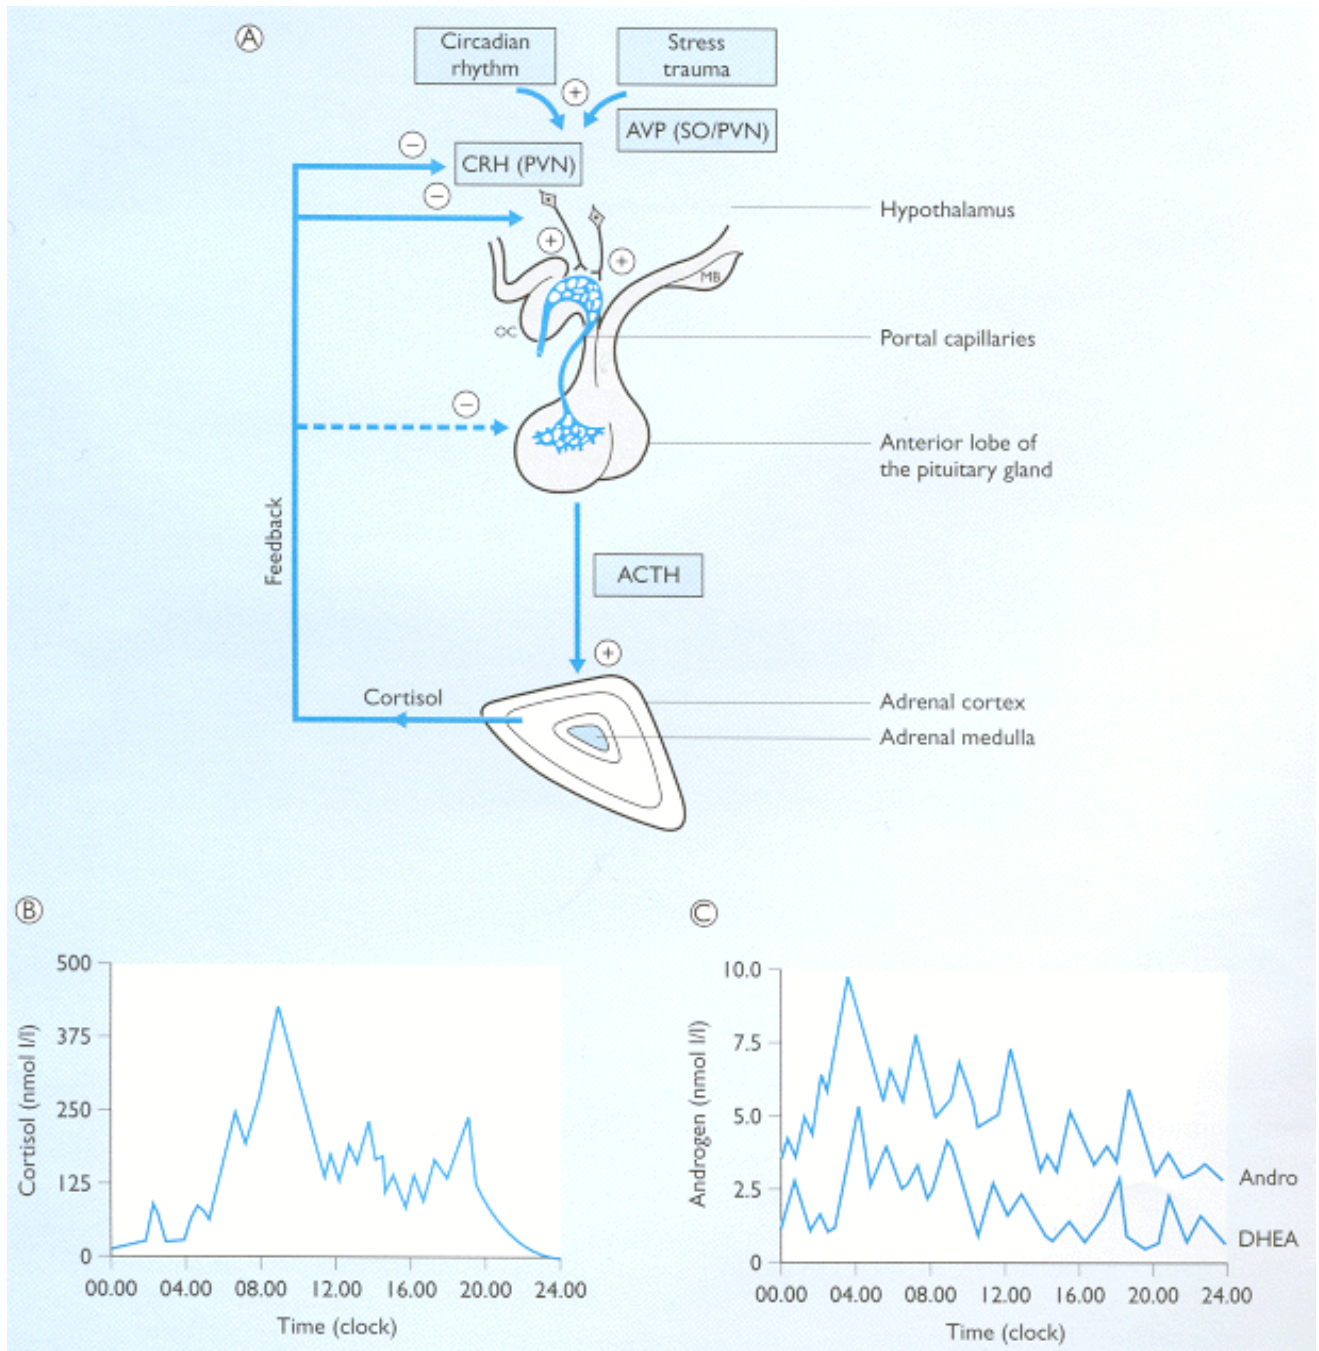 A
Circadian
rhythm
Stress
trauma
+
AVP (SO/PVN)
−
CRH (PVN)
−
Hypothalamus
+
+
MB
OC
Portal capillaries
−
Anterior lobe of
the pituitary gland
Feedback
ACTH
+
Cortisol
Adrenal cortex
Adrenal medulla
B
Cortisol (nmol l/l)
500
375
250
125
0
00.00 04.00 08.00 12.00 16.00 20.00 24.00
Time (clock)
C
Androgen (nmol l/l)
10.0
7.5
5.0
2.5
0
Andro
DHEA
00.00 04.00 08.00 12.00 16.00 20.00 24.00
Time (clock)